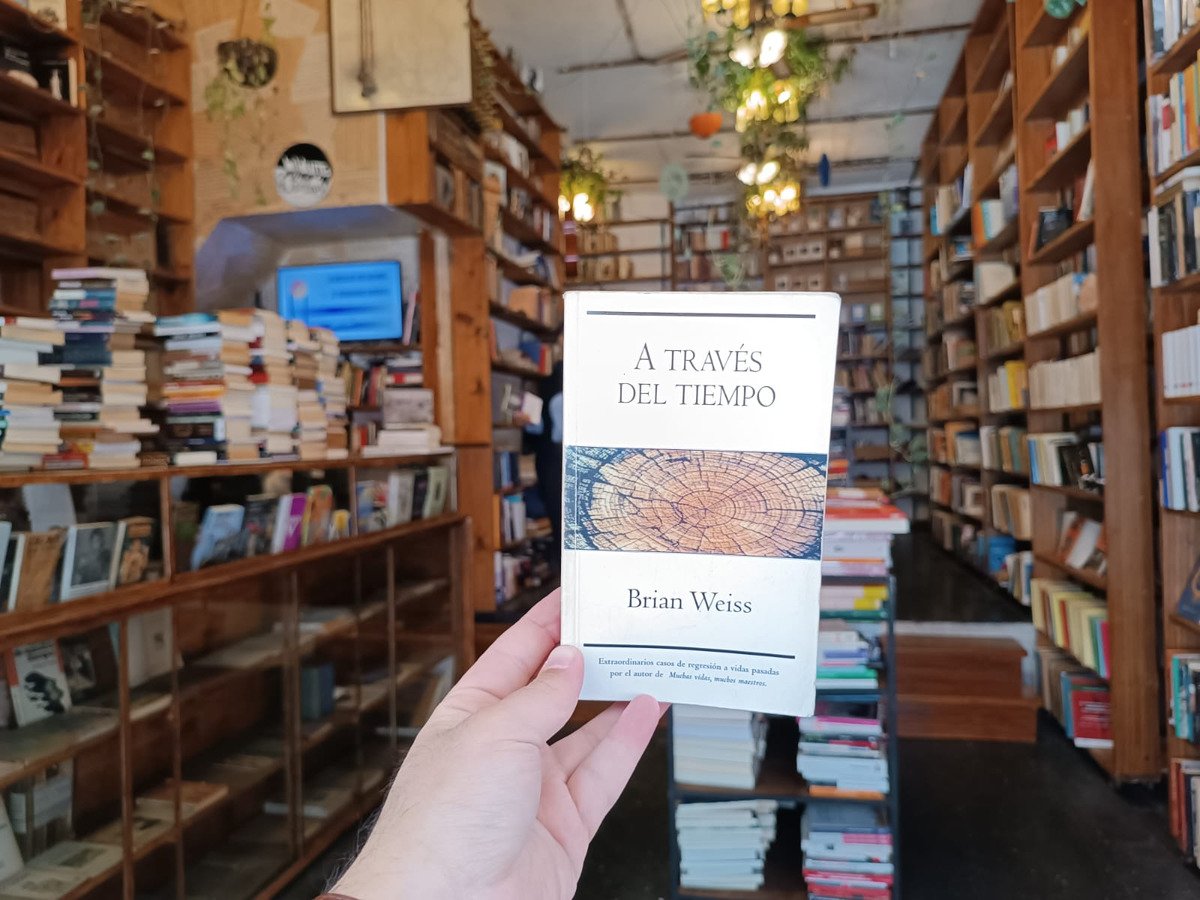 A TRAVÉS
DEL TIEMPO
Brian Weiss
Extraordinarios casos de regresión a vidas pasadas
por el autor de Muchas vidas, muchos maestros.